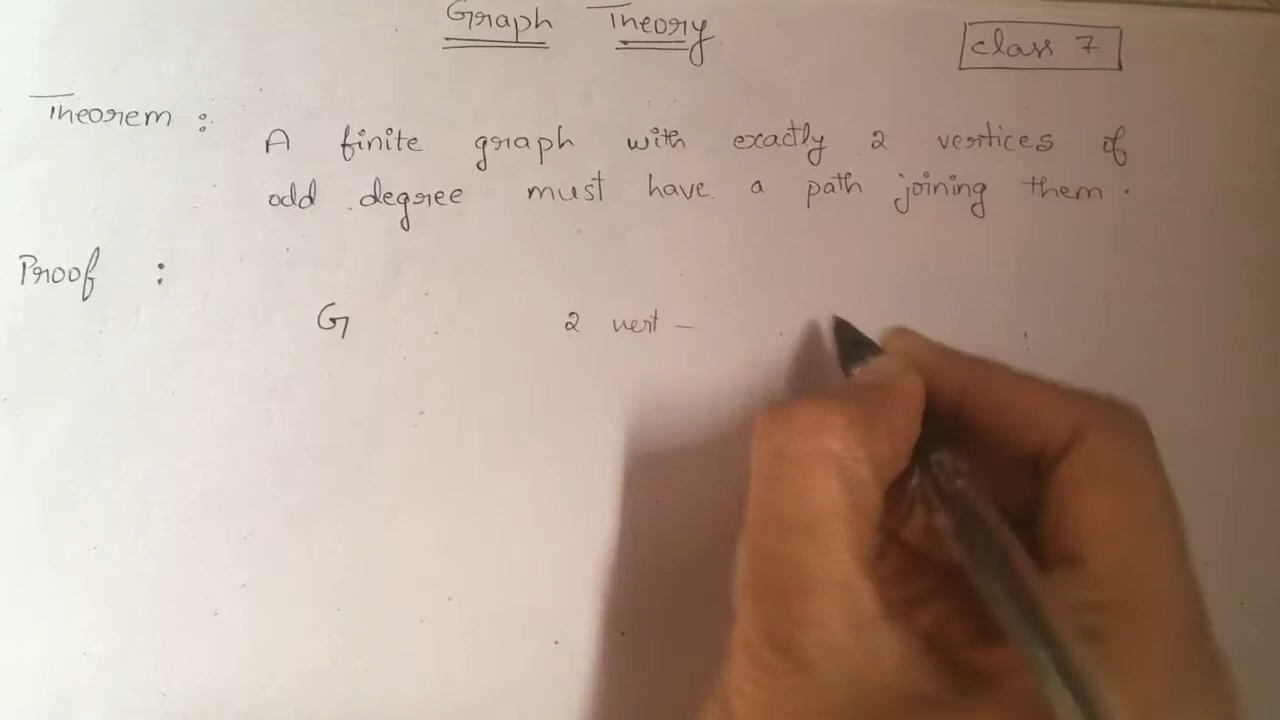 Graph Theory
class 7
Theorem :
A finite graph with exactly 2 vertices of
odd degree must have a path joining them.
Proof :
G 2 vert –